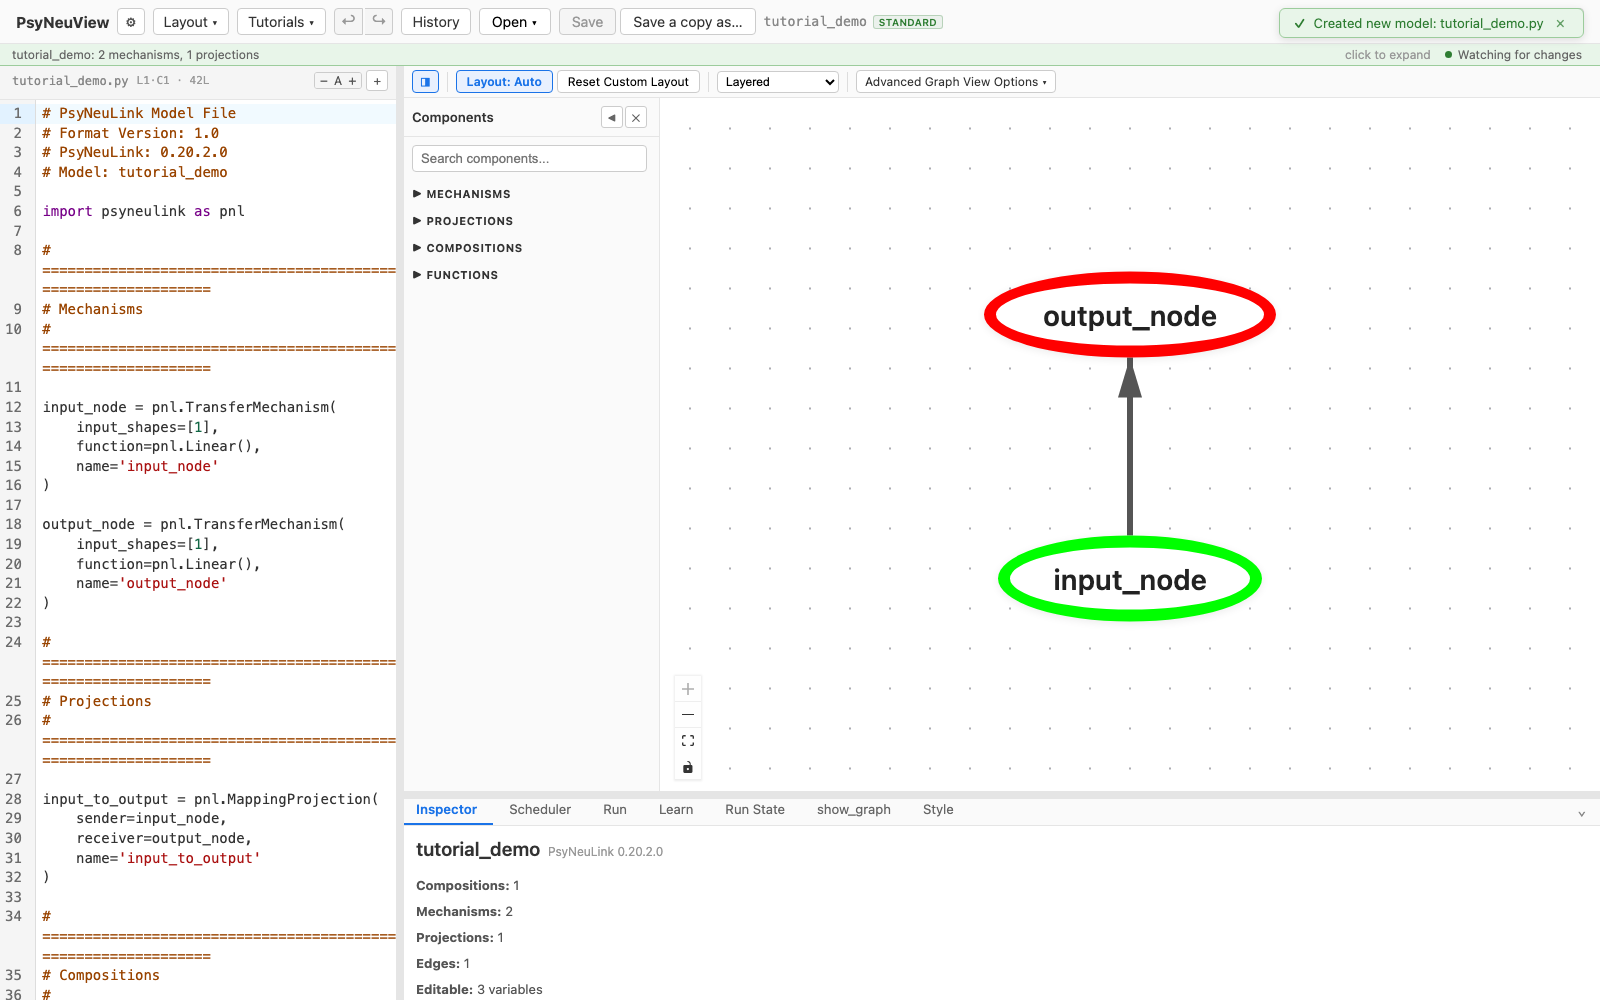 PsyNeuView ⚙ Layout ▾ Tutorials ▾ ↩ ↪ History Open ▾ Save Save a copy as... tutorial_demo STANDARD
✓ Created new model: tutorial_demo.py ×
tutorial_demo: 2 mechanisms, 1 projections click to expand ● Watching for changes
tutorial_demo.py L1:C1 · 42L − A + +
Layout: Auto Reset Custom Layout Layered Advanced Graph View Options ▾
1 # PsyNeuLink Model File
2 # Format Version: 1.0
3 # PsyNeuLink: 0.20.2.0
4 # Model: tutorial_demo
5
6 import psyneulink as pnl
7
8 #
==========================================
====================
9 # Mechanisms
10 #
==========================================
====================
11
12 input_node = pnl.TransferMechanism(
13 input_shapes=[1],
14 function=pnl.Linear(),
15 name='input_node'
16 )
17
18 output_node = pnl.TransferMechanism(
19 input_shapes=[1],
20 function=pnl.Linear(),
21 name='output_node'
22 )
23
24 #
==========================================
====================
25 # Projections
26 #
==========================================
====================
27
28 input_to_output = pnl.MappingProjection(
29 sender=input_node,
30 receiver=output_node,
31 name='input_to_output'
32 )
33
34 #
==========================================
====================
35 # Compositions
36 #
Components ◀ ×
Search components...
▶ MECHANISMS
▶ PROJECTIONS
▶ COMPOSITIONS
▶ FUNCTIONS
output_node
input_node
Inspector Scheduler Run Learn Run State show_graph Style
tutorial_demo PsyNeuLink 0.20.2.0
Compositions: 1
Mechanisms: 2
Projections: 1
Edges: 1
Editable: 3 variables